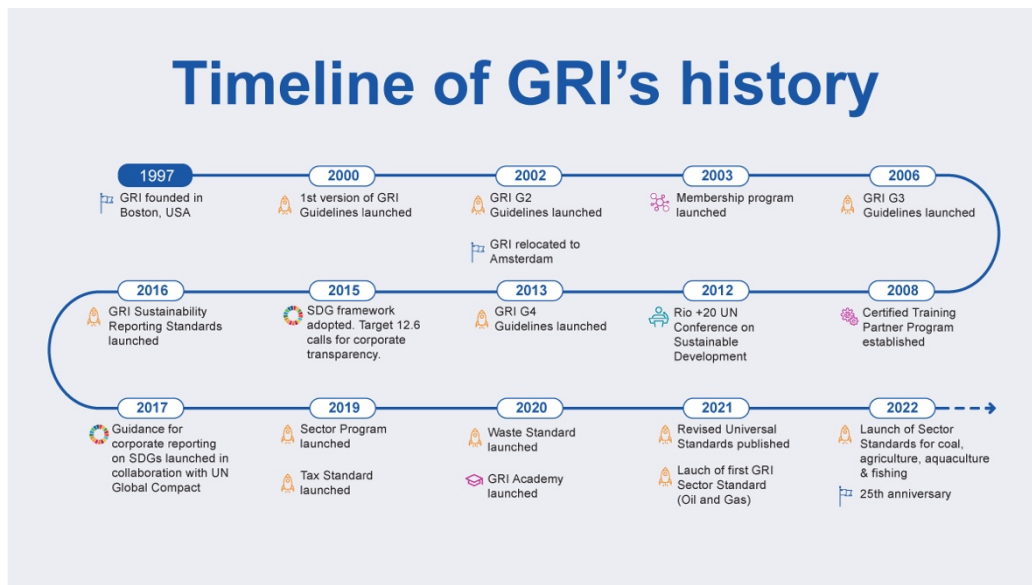 Timeline of GRI's history
1997
GRI founded in
Boston, USA
2000
1st version of GRI
Guidelines launched
2002
GRI G2
Guidelines launched
GRI relocated to
Amsterdam
2003
Membership program
launched
2006
GRI G3
Guidelines launched
2008
Certified Training
Partner Program
established
2012
Rio +20 UN
Conference on
Sustainable
Development
2013
GRI G4
Guidelines launched
2015
SDG framework
adopted. Target 12.6
calls for corporate
transparency.
2016
GRI Sustainability
Reporting Standards
launched
2017
Guidance for
corporate reporting
on SDGs launched in
collaboration with UN
Global Compact
2019
Sector Program
launched
Tax Standard
launched
2020
Waste Standard
launched
GRI Academy
launched
2021
Revised Universal
Standards published
Lauch of first GRI
Sector Standard
(Oil and Gas)
2022
Launch of Sector
Standards for coal,
agriculture, aquaculture
& fishing
25th anniversary